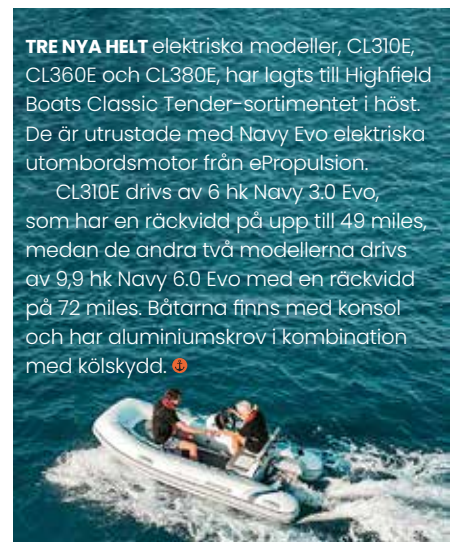 TRE NYA HELT elektriska modeller, CL310E,
CL360E och CL380E, har lagts till Highfield
Boats Classic Tender-sortimentet i höst.
De är utrustade med Navy Evo elektriska
utombordsmotor från ePropulsion.
CL310E drivs av 6 hk Navy 3.0 Evo,
som har en räckvidd på upp till 49 miles,
medan de andra två modellerna drivs
av 9,9 hk Navy 6.0 Evo med en räckvidd
på 72 miles. Båtarna finns med konsol
och har aluminiumskrov i kombination
med kölskydd.